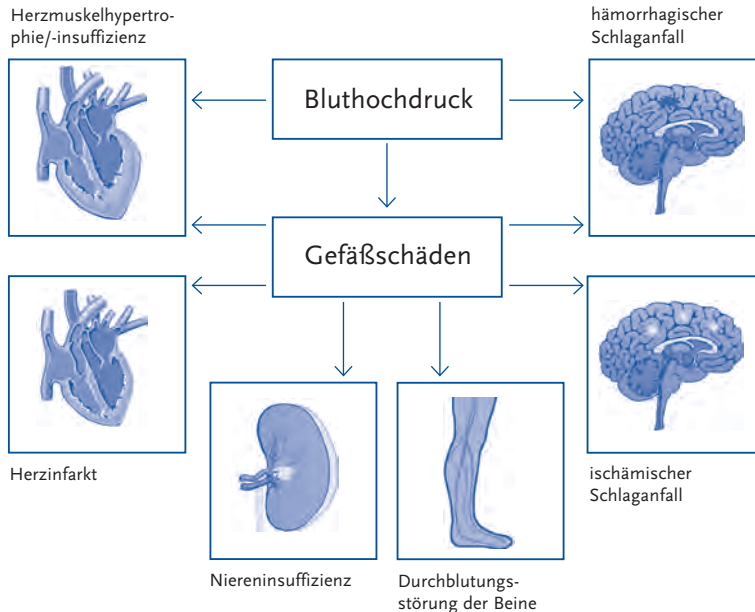 Herzmuskelhypertro-
phie/-insuffizienz
hämorrhagischer
Schlaganfall
Bluthochdruck
Gefäßschäden
Herzinfarkt
ischämischer
Schlaganfall
Niereninsuffizienz
Durchblutungs-
störung der Beine